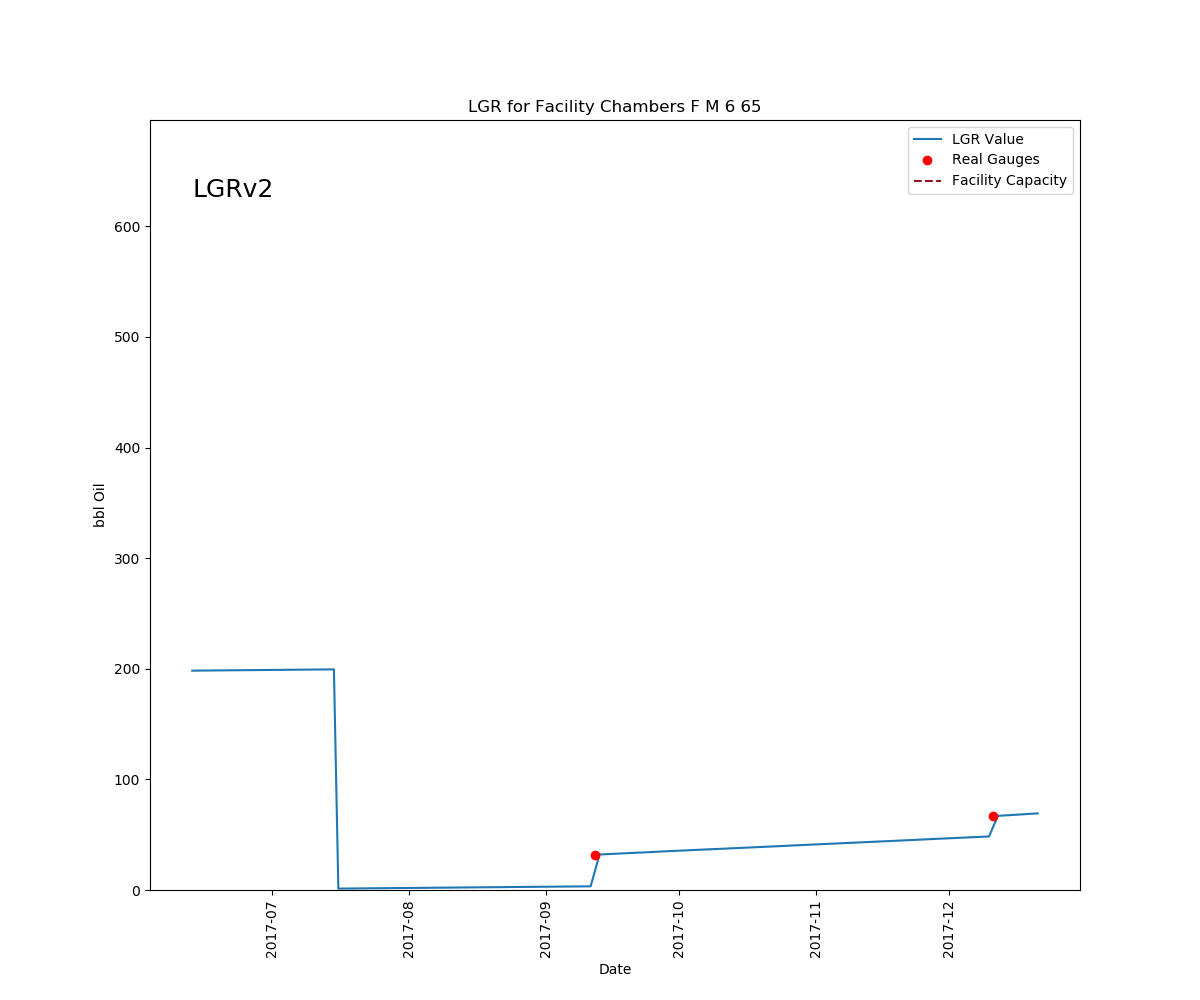 LGR for Facility Chambers F M 6 65
LGRv2
LGR Value
Real Gauges
Facility Capacity
600
500
400
300
200
100
0
bbl Oil
2017-07
2017-08
2017-09
2017-10
2017-11
2017-12
Date